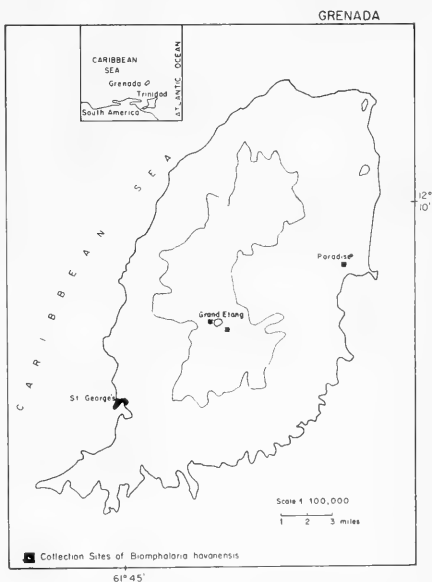 GRENADA
CARIBBEAN
SEA
Grenada
Trinidad
South America
ATLANTIC OCEAN
CARIBBEAN SEA
12°
10'
Paradise
Grand Etang
St George's
Scale 1 100,000
1 2 3 miles
Collection Sites of Biomphalaria havanensis
61° 45'